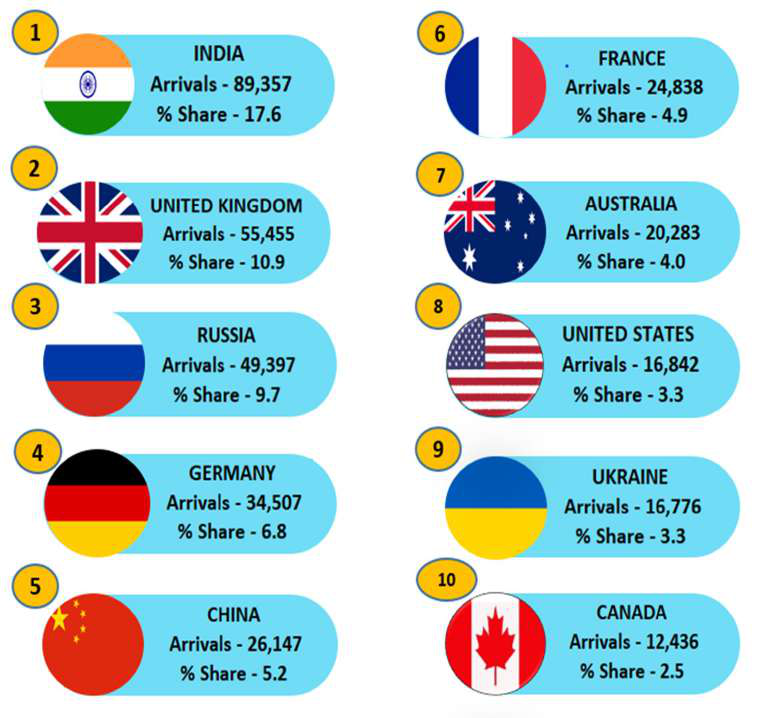 1
INDIA
Arrivals - 89,357
% Share - 17.6
2
UNITED KINGDOM
Arrivals - 55,455
% Share - 10.9
3
RUSSIA
Arrivals - 49,397
% Share - 9.7
4
GERMANY
Arrivals - 34,507
% Share - 6.8
5
CHINA
Arrivals - 26,147
% Share - 5.2
6
FRANCE
Arrivals - 24,838
% Share - 4.9
7
AUSTRALIA
Arrivals - 20,283
% Share - 4.0
8
UNITED STATES
Arrivals - 16,842
% Share - 3.3
9
UKRAINE
Arrivals - 16,776
% Share - 3.3
10
CANADA
Arrivals - 12,436
% Share - 2.5